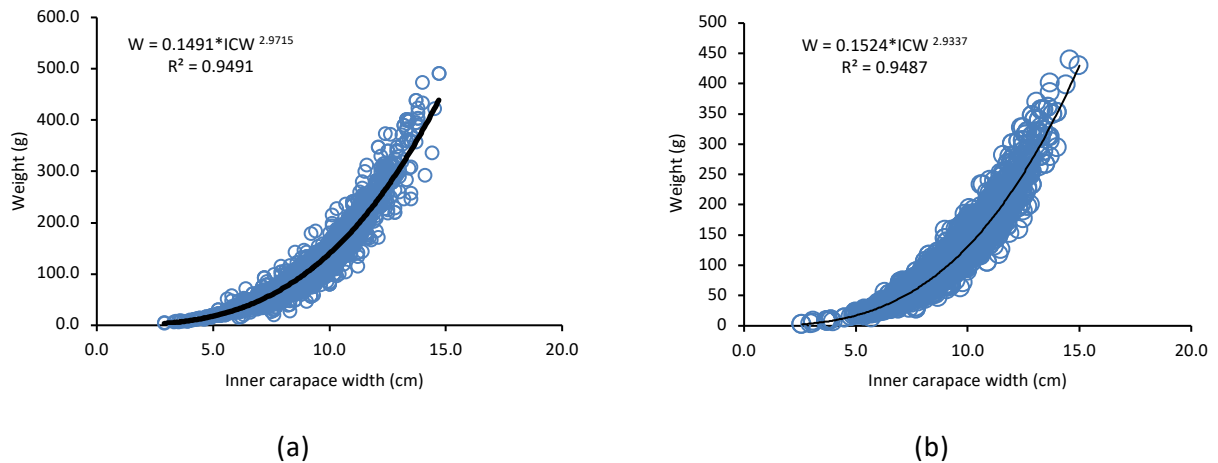 W = 0.1491*ICW 2.9715
R² = 0.9491
600.0
500.0
400.0
300.0
200.0
100.0
0.0
Weight (g)
0.0 5.0 10.0 15.0 20.0
Inner carapace width (cm)
(a)
W = 0.1524*ICW 2.9337
R² = 0.9487
500
450
400
350
300
250
200
150
100
50
0
Weight (g)
0.0 5.0 10.0 15.0 20.0
Inner carapace width (cm)
(b)